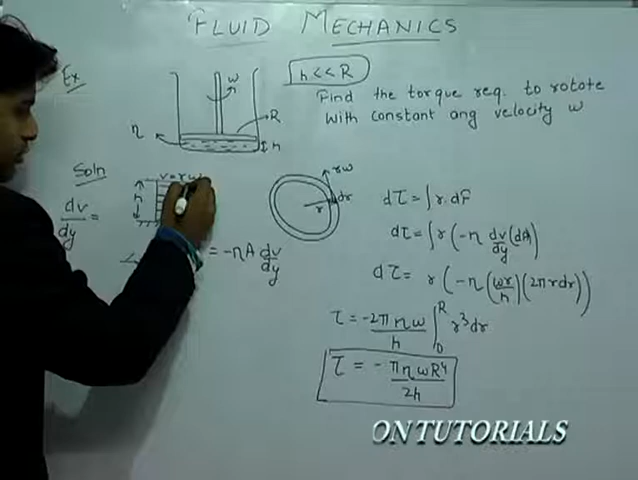 FLUID MECHANICS
Ex
h << R
Find the torque req. to rotate
with constant ang velocity ω
ω
R
η
h
Soln
dv/dy =
h
v = rω
= -ηA dv/dy
rω
dr
r
dτ = ∫ r. dF
dτ = ∫ r (-η dv/dy (dA))
dτ = r (-η (ωr/h) (2πrdr))
τ = -2πηω/h ∫₀ᴿ r³dr
τ = - πηωR⁴/2h
ONTUTORIALS